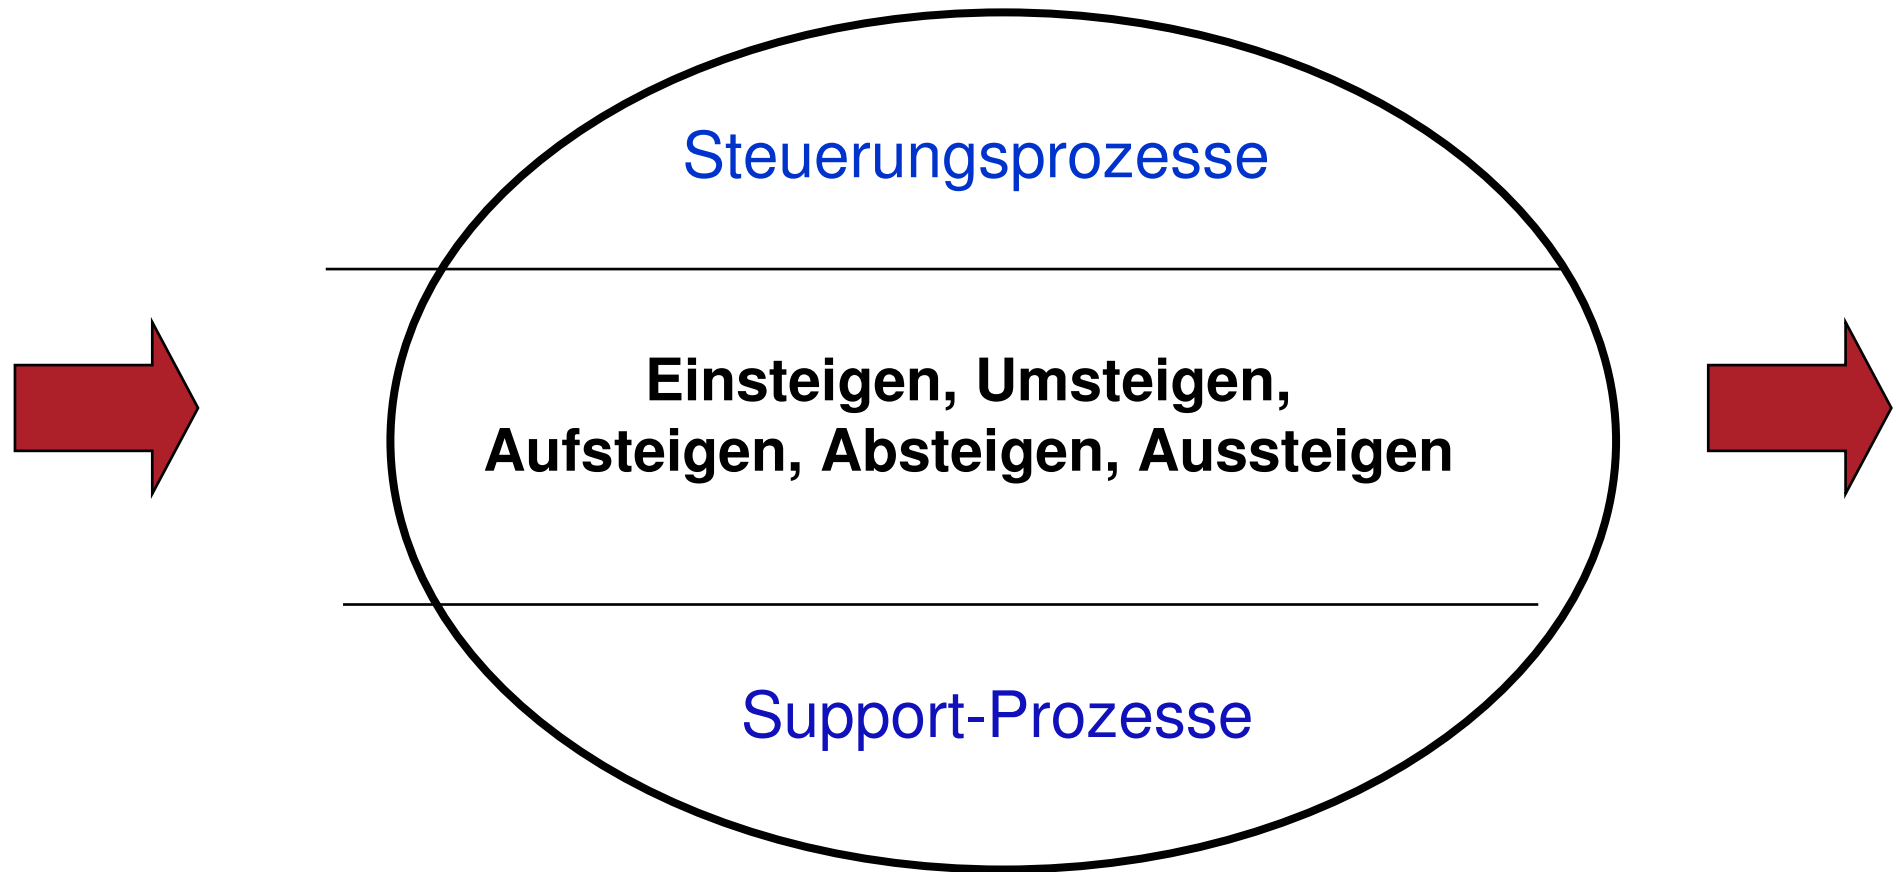 Steuerungsprozesse
Einsteigen, Umsteigen,
Aufsteigen, Absteigen, Aussteigen
Support-Prozesse